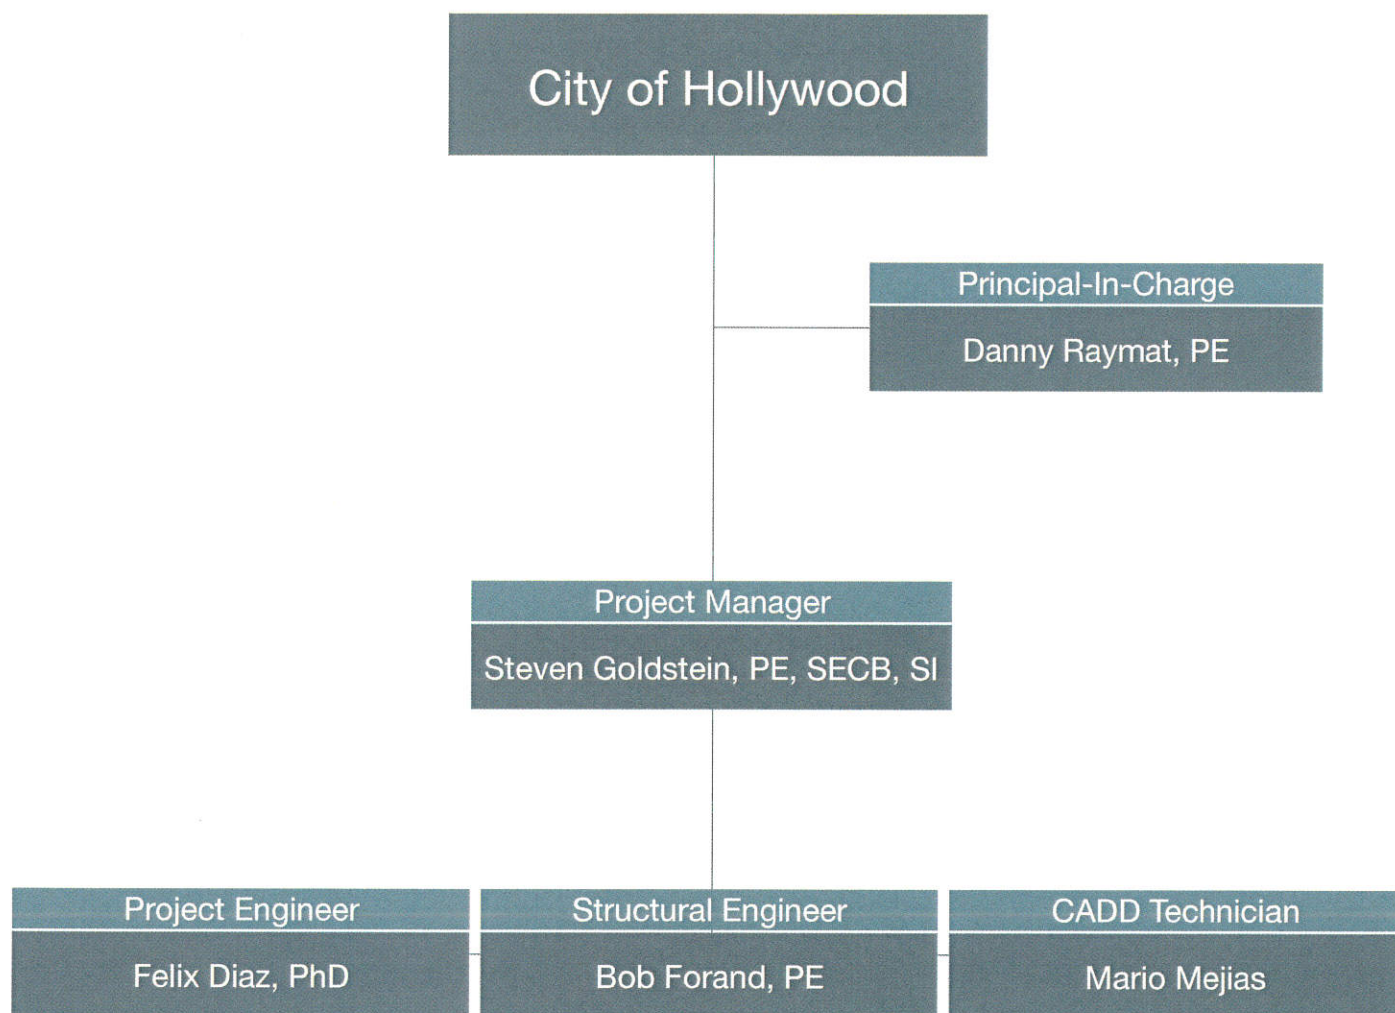 City of Hollywood
Principal-In-Charge
Danny Raymat, PE
Project Manager
Steven Goldstein, PE, SECB, SI
Project Engineer
Felix Diaz, PhD
Structural Engineer
Bob Forand, PE
CADD Technician
Mario Mejias